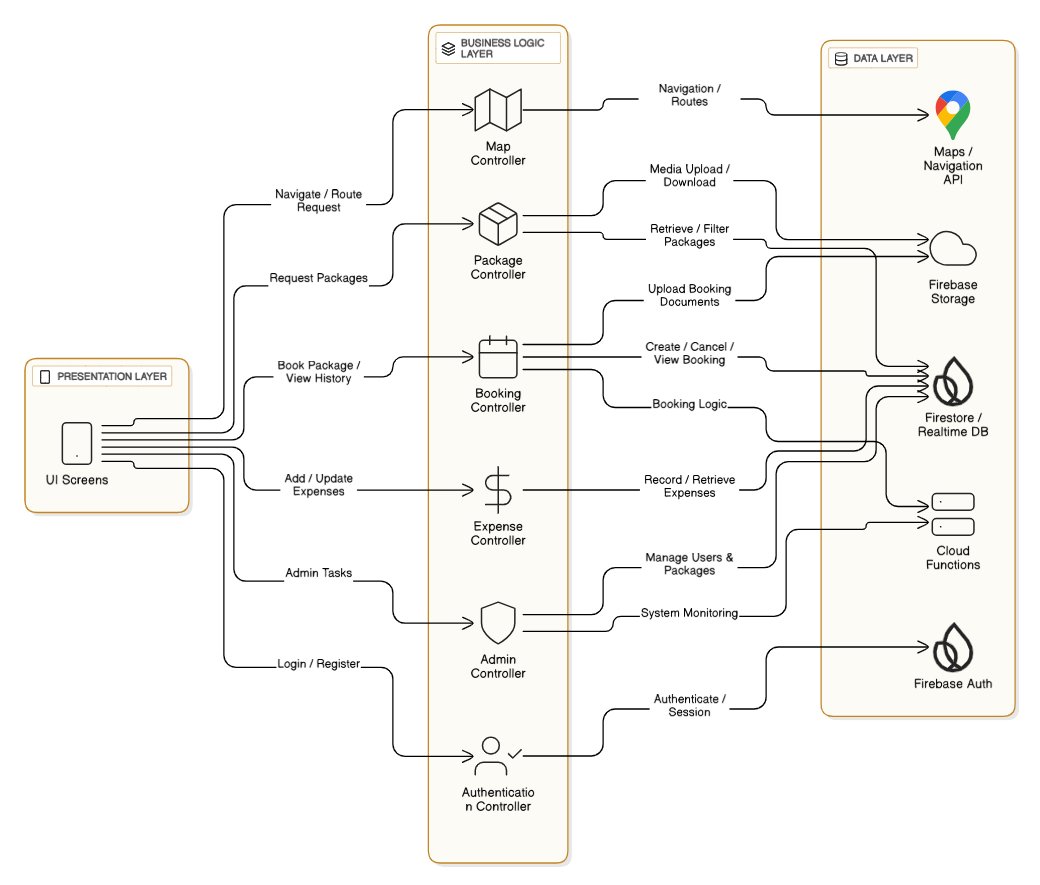 PRESENTATION LAYER
UI Screens
Navigate / Route
Request
Request Packages
Book Package /
View History
Add / Update
Expenses
Admin Tasks
Login / Register
BUSINESS LOGIC
LAYER
Map
Controller
Package
Controller
Booking
Controller
Expense
Controller
Admin
Controller
Authenticatio
n Controller
Navigation /
Routes
Media Upload /
Download
Retrieve / Filter
Packages
Upload Booking
Documents
Create / Cancel /
View Booking
Booking Logic
Record / Retrieve
Expenses
Manage Users &
Packages
System Monitoring
Authenticate /
Session
DATA LAYER
Maps /
Navigation
API
Firebase
Storage
Firestore /
Realtime DB
Cloud
Functions
Firebase Auth